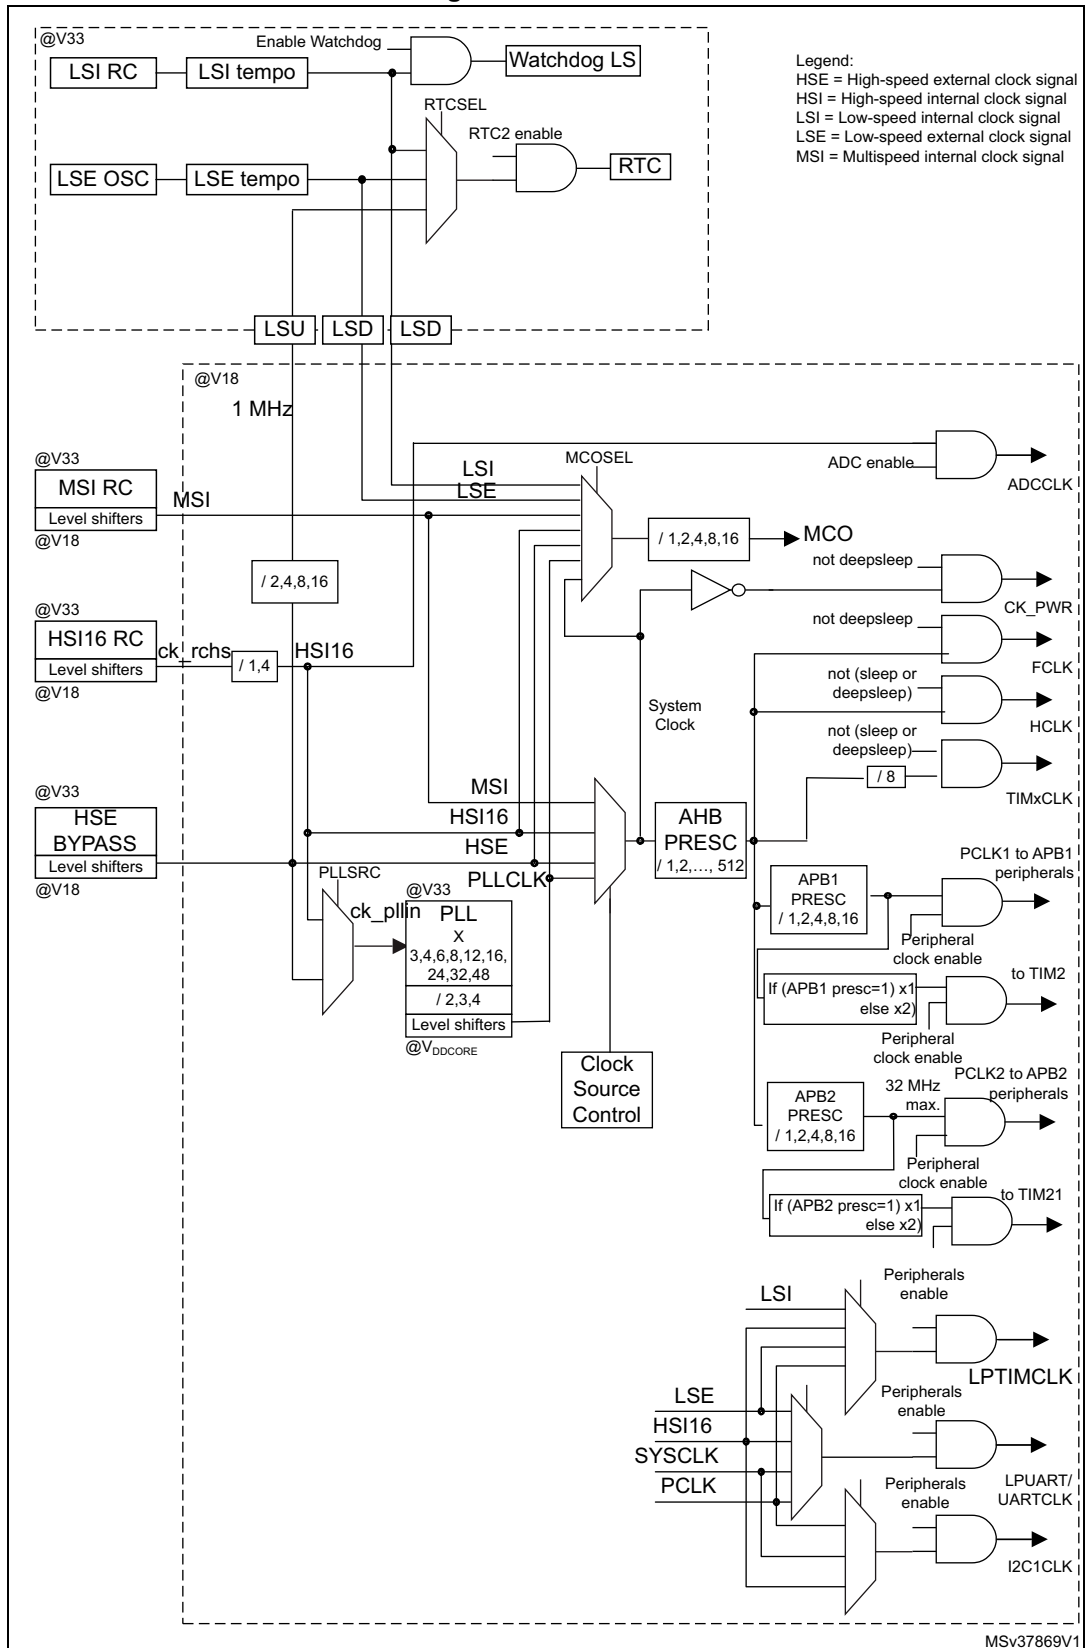 @V33
Enable Watchdog
LSI RC
LSI tempo
Watchdog LS
Legend:
HSE = High-speed external clock signal
HSI = High-speed internal clock signal
LSI = Low-speed internal clock signal
LSE = Low-speed external clock signal
MSI = Multispeed internal clock signal
RTCSEL
RTC2 enable
LSE OSC
LSE tempo
RTC
LSU
LSD
LSD
@V18
1 MHz
@V33
MSI RC
Level shifters
@V18
MSI
LSI
LSE
MCOSEL
ADC enable
ADCCLK
/ 1,2,4,8,16
MCO
/ 2,4,8,16
not deepsleep
CK_PWR
@V33
HSI16 RC
Level shifters
@V18
ck_rchs
/ 1,4
HSI16
not deepsleep
FCLK
System
Clock
not (sleep or
deepsleep)
HCLK
not (sleep or
deepsleep)
/ 8
TIMxCLK
@V33
HSE
BYPASS
Level shifters
@V18
MSI
HSI16
HSE
PLLCLK
AHB
PRESC
/ 1,2,…, 512
PLLSRC
ck_pllin
@V33
PLL
X
3,4,6,8,12,16,
24,32,48
/ 2,3,4
Level shifters
@VDDCORE
Clock
Source
Control
APB1
PRESC
/ 1,2,4,8,16
PCLK1 to APB1
peripherals
Peripheral
clock enable
If (APB1 presc=1) x1
else x2)
to TIM2
Peripheral
clock enable
APB2
PRESC
/ 1,2,4,8,16
32 MHz
max.
PCLK2 to APB2
peripherals
Peripheral
clock enable
If (APB2 presc=1) x1
else x2)
to TIM21
LSI
Peripherals
enable
LPTIMCLK
LSE
HSI16
SYSCLK
PCLK
Peripherals
enable
LPUART/
UARTCLK
Peripherals
enable
I2C1CLK
MSv37869V1